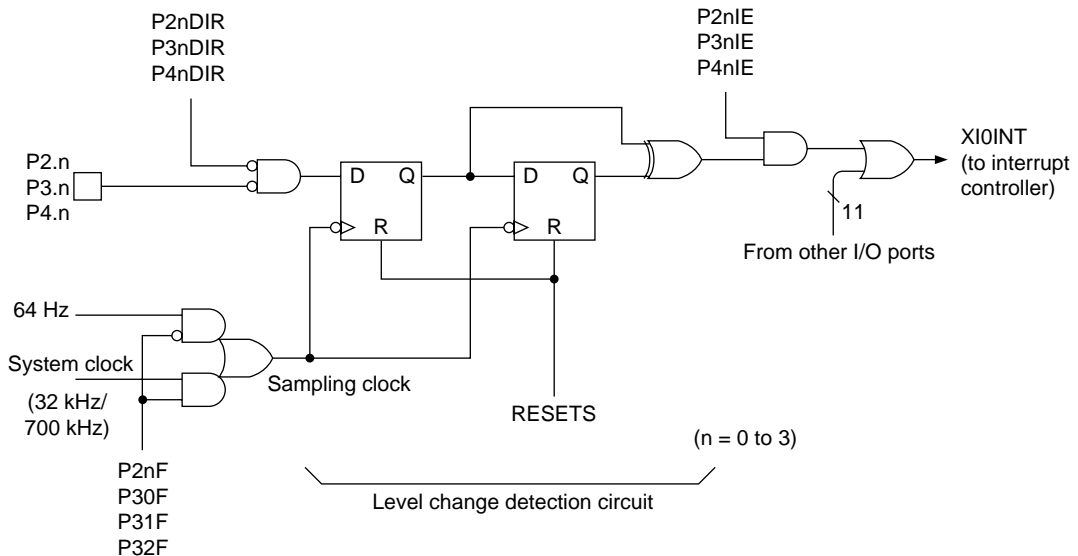 P2nDIR
P3nDIR
P4nDIR
P2nIE
P3nIE
P4nIE
P2.n
P3.n
P4.n
D Q
R
D Q
R
XI0INT
(to interrupt
controller)
11
From other I/O ports
64 Hz
System clock
(32 kHz/
700 kHz)
Sampling clock
RESETS
(n = 0 to 3)
P2nF
P30F
P31F
P32F
Level change detection circuit